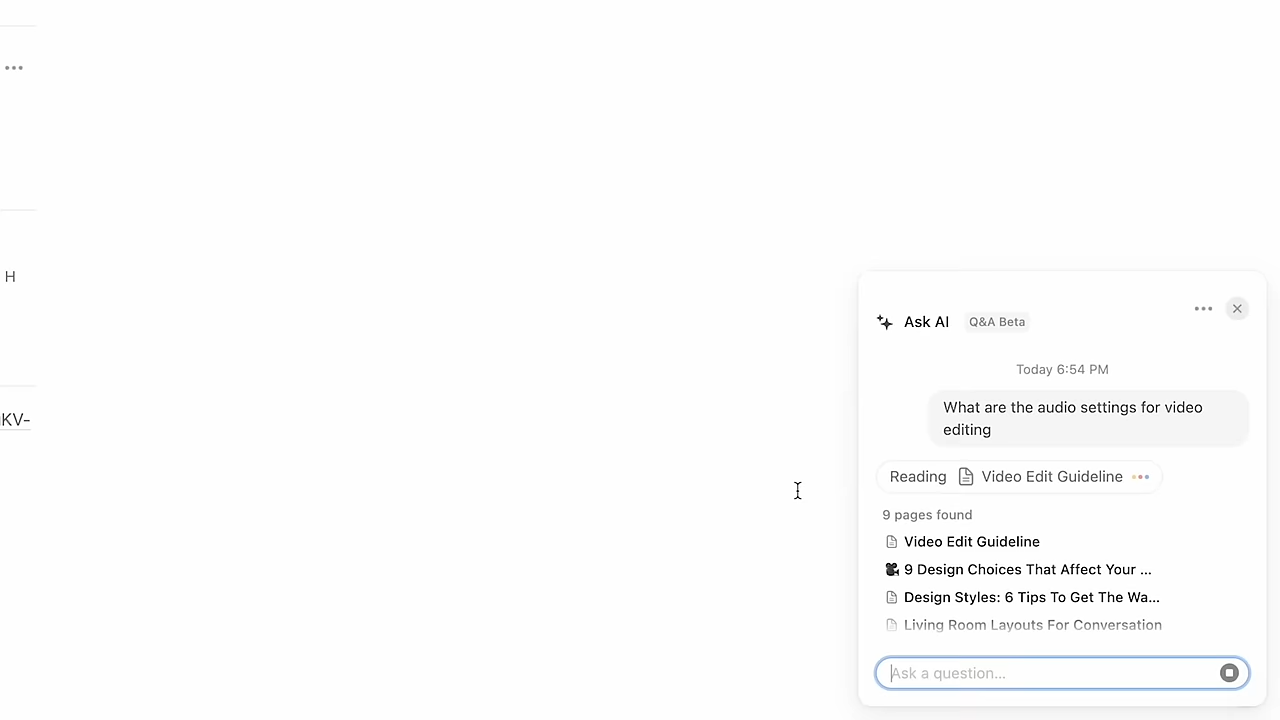 H
KV-
Ask AI Q&A Beta
Today 6:54 PM
What are the audio settings for video
editing
Reading Video Edit Guideline
9 pages found
Video Edit Guideline
9 Design Choices That Affect Your ...
Design Styles: 6 Tips To Get The Wa...
Living Room Layouts For Conversation
Ask a question...